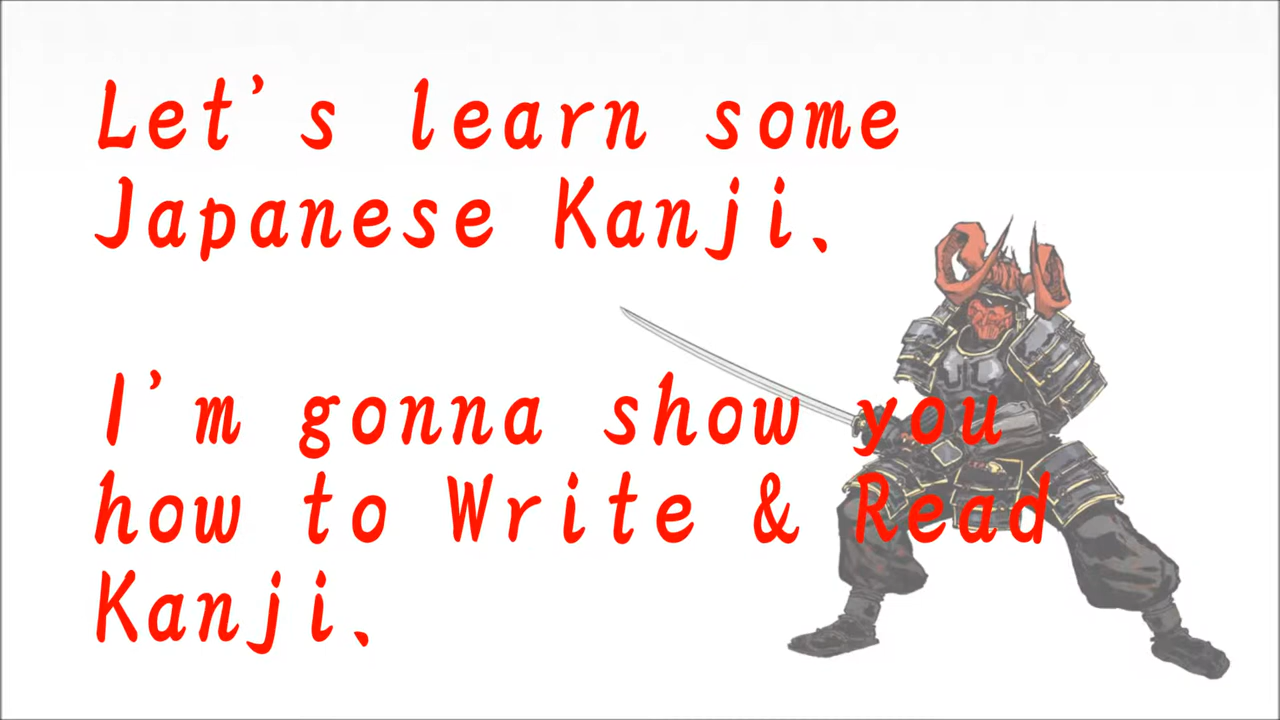 Let's learn some
Japanese Kanji、
I'm gonna show you
how to Write & Read
Kanji、